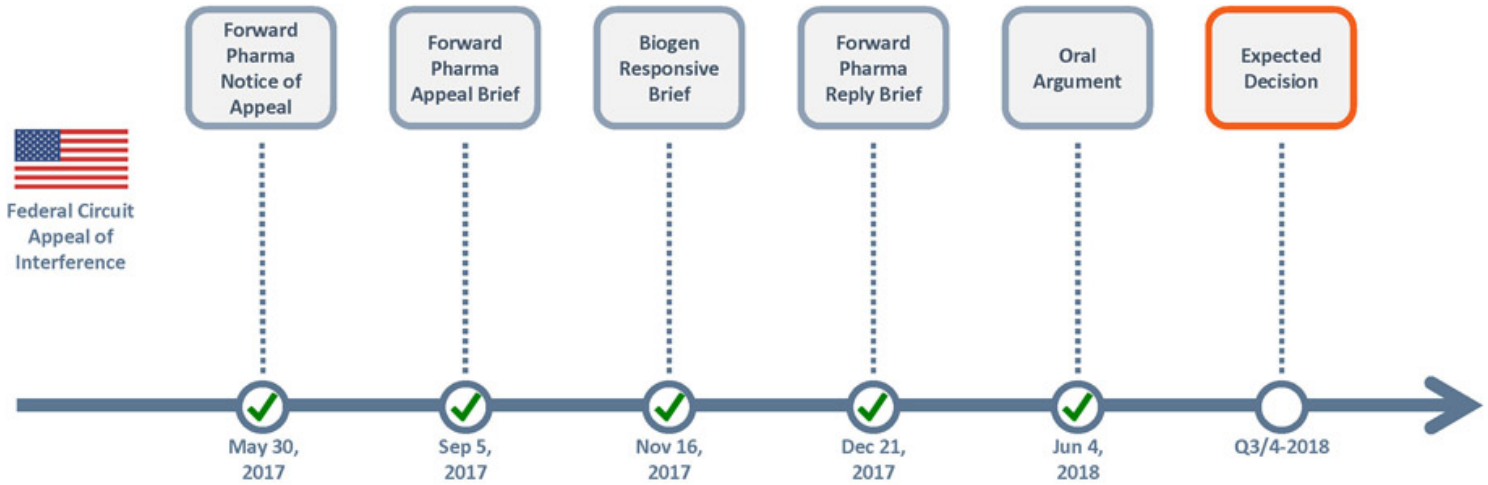 Forward
Pharma
Notice of
Appeal
Forward
Pharma
Appeal Brief
Biogen
Responsive
Brief
Forward
Pharma
Reply Brief
Oral
Argument
Expected
Decision
Federal Circuit
Appeal of
Interference
May 30,
2017
Sep 5,
2017
Nov 16,
2017
Dec 21,
2017
Jun 4,
2018
Q3/4-2018